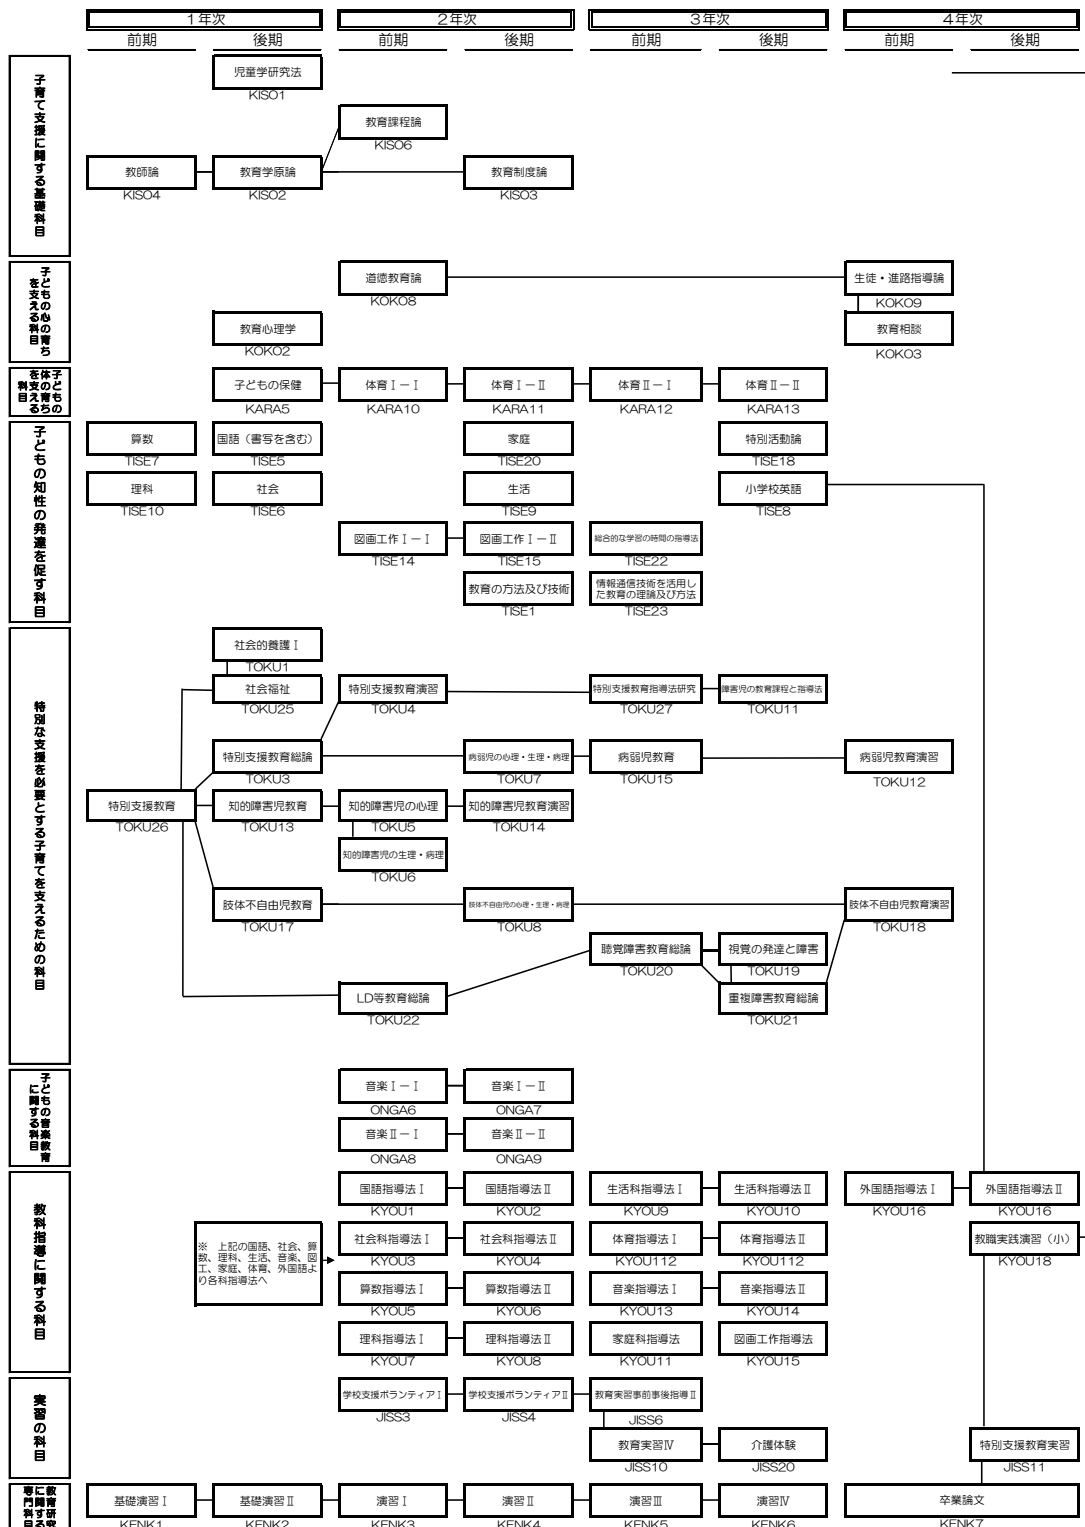 1年次
2年次
3年次
4年次
前期
後期
前期
後期
前期
後期
前期
後期
子育て支援に関する基礎科目
児童学研究法
KISO1
教育課程論
KISO6
教師論
KISO4
教育学原論
KISO2
教育制度論
KISO3
子どもの心の育ち
を支える科目
道徳教育論
KOKO8
生徒・進路指導論
KOKO9
教育心理学
KOKO2
教育相談
KOKO3
子どもの
体の育ち
を支える
科目
子どもの保健
KARA5
体育Ⅰ－Ⅰ
KARA10
体育Ⅰ－Ⅱ
KARA11
体育Ⅱ－Ⅰ
KARA12
体育Ⅱ－Ⅱ
KARA13
子どもの知性の発達を促す科目
算数
TISE7
国語（書写を含む）
TISE5
家庭
TISE20
特別活動論
TISE18
理科
TISE10
社会
TISE6
生活
TISE9
小学校英語
TISE8
図画工作Ⅰ－Ⅰ
TISE14
図画工作Ⅰ－Ⅱ
TISE15
総合的な学習の時間の指導法
TISE22
教育の方法及び技術
TISE1
情報通信技術を活用し
た教育の理論及び方法
TISE23
特別な支援を必要とする子育てを支えるための科目
社会的養護Ⅰ
TOKU1
社会福祉
TOKU25
特別支援教育演習
TOKU4
特別支援教育指導法研究
TOKU27
障害児の教育課程と指導法
TOKU11
特別支援教育総論
TOKU3
病弱児の心理・生理・病理
TOKU7
病弱児教育
TOKU15
病弱児教育演習
TOKU12
特別支援教育
TOKU26
知的障害児教育
TOKU13
知的障害児の心理
TOKU5
知的障害児教育演習
TOKU14
知的障害児の生理・病理
TOKU6
肢体不自由児教育
TOKU17
肢体不自由児の心理・生理・病理
TOKU8
肢体不自由児教育演習
TOKU18
聴覚障害教育総論
TOKU20
視覚の発達と障害
TOKU19
LD等教育総論
TOKU22
重複障害教育総論
TOKU21
子どもの音楽教育
に関する科目
音楽Ⅰ－Ⅰ
ONGA6
音楽Ⅰ－Ⅱ
ONGA7
音楽Ⅱ－Ⅰ
ONGA8
音楽Ⅱ－Ⅱ
ONGA9
教科指導に関する科目
国語指導法Ⅰ
KYOU1
国語指導法Ⅱ
KYOU2
生活科指導法Ⅰ
KYOU9
生活科指導法Ⅱ
KYOU10
外国語指導法Ⅰ
KYOU16
外国語指導法Ⅱ
KYOU16
※　上記の国語、社会、算
数、理科、生活、音楽、図
工、家庭、体育、外国語よ
り各科指導法へ
社会科指導法Ⅰ
KYOU3
社会科指導法Ⅱ
KYOU4
体育指導法Ⅰ
KYOU112
体育指導法Ⅱ
KYOU112
教職実践演習（小）
KYOU18
算数指導法Ⅰ
KYOU5
算数指導法Ⅱ
KYOU6
音楽指導法Ⅰ
KYOU13
音楽指導法Ⅱ
KYOU14
理科指導法Ⅰ
KYOU7
理科指導法Ⅱ
KYOU8
家庭科指導法
KYOU11
図画工作指導法
KYOU15
実習の科目
学校支援ボランティアⅠ
JISS3
学校支援ボランティアⅡ
JISS4
教育実習事前事後指導Ⅱ
JISS6
教育実習Ⅳ
JISS10
介護体験
JISS20
特別支援教育実習
JISS11
教育研究
に関する
専門科目
基礎演習Ⅰ
KENK1
基礎演習Ⅱ
KENK2
演習Ⅰ
KENK3
演習Ⅱ
KENK4
演習Ⅲ
KENK5
演習Ⅳ
KENK6
卒業論文
KENK7